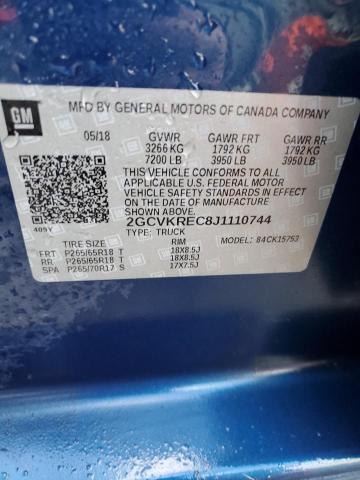 GM
MFD BY GENERAL MOTORS OF CANADA COMPANY
05/18 GVWR GAWR FRT GAWR RR
3266 KG 1792 KG 1792 KG
7200 LB 3950 LB 3950 LB
THIS VEHICLE CONFORMS TO ALL
APPLICABLE U.S. FEDERAL MOTOR
VEHICLE SAFETY STANDARDS IN EFFECT
ON THE DATE OF MANUFACTURE SHOWN ABOVE.
2GCVKREC8J1110744
409Y TYPE: TRUCK MODEL: 84CK15753
TIRE SIZE RIM
FRT P265/65R18 T 18X8.5J
RR P265/65R18 T 18X8.5J
SPA P265/70R17 S 17X7.5J